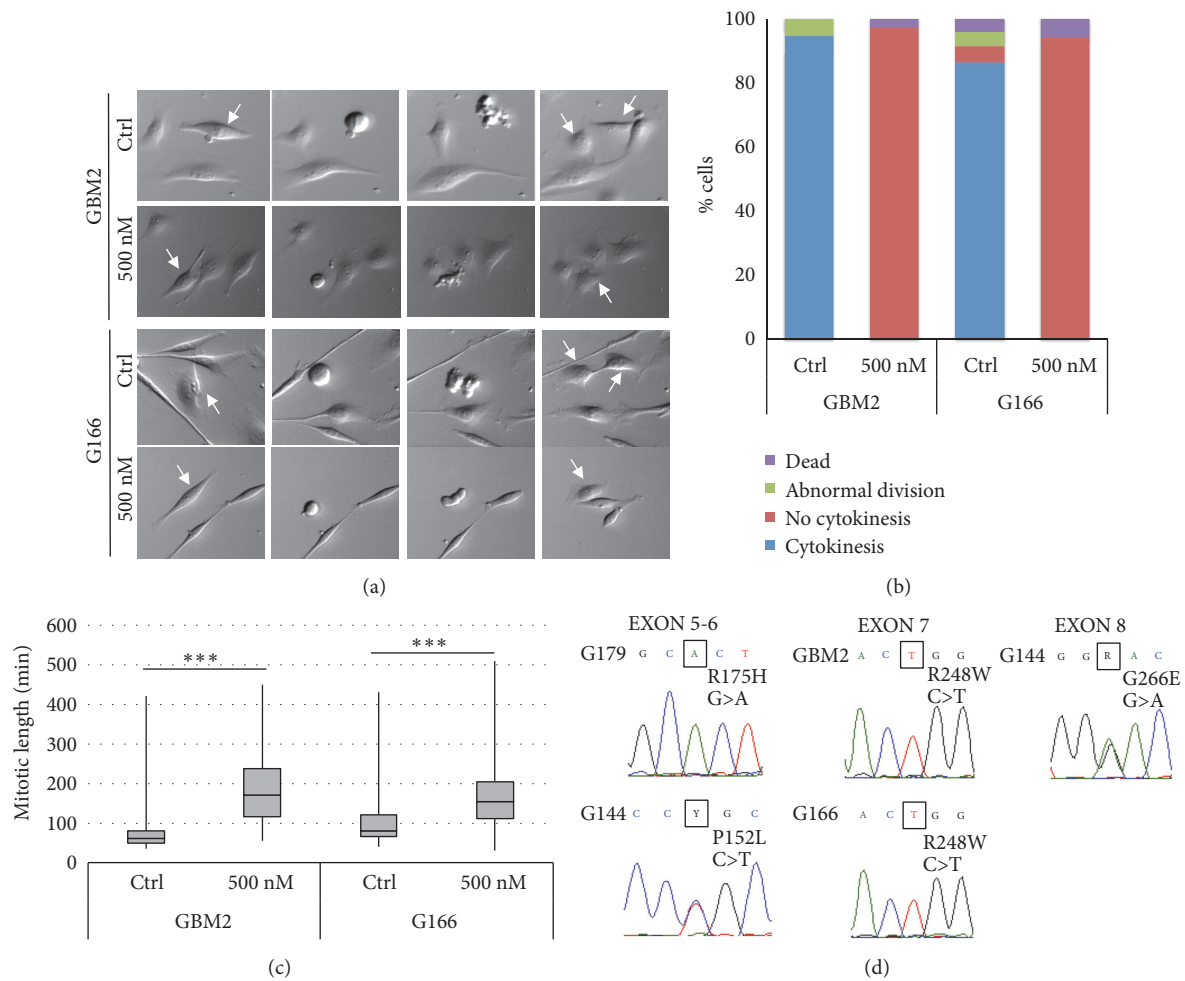 GBM2
Ctrl
500 nM
G166
Ctrl
500 nM
(a)
% cells
100
80
60
40
20
0
Ctrl 500 nM Ctrl 500 nM
GBM2 G166
Dead
Abnormal division
No cytokinesis
Cytokinesis
(b)
Mitotic length (min)
600
500
400
300
200
100
0
*** ***
Ctrl 500 nM Ctrl 500 nM
GBM2 G166
(c)
EXON 5-6
G179 G C A C T
R175H
G>A
EXON 7
GBM2 A C T G G
R248W
C>T
EXON 8
G144 G G R A C
G266E
G>A
G144 C C Y G C
P152L
C>T
G166 A C T G G
R248W
C>T
(d)